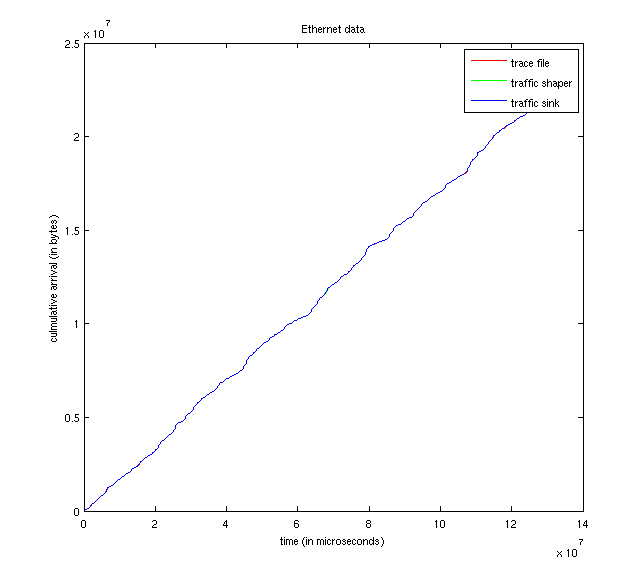 Ethernet data
x 10 7
2.5
2
1.5
1
0.5
0
culmulative arrival (in bytes)
trace file
traffic shaper
traffic sink
0 2 4 6 8 10 12 14
time (in microseconds)
x 10 7